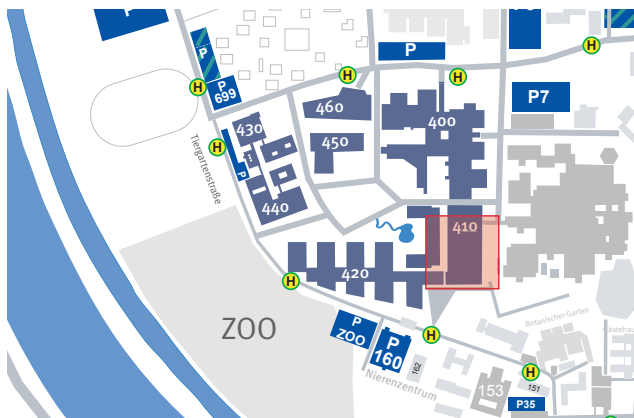 P
P
P
699
H
H
H
H
P
P
P7
430
460
450
400
Tiergartenstraße
P
440
410
420
H
ZOO
P
ZOO
P
160
H
162
Nierenzentrum
Botanischer Garten
H
153
151
P35